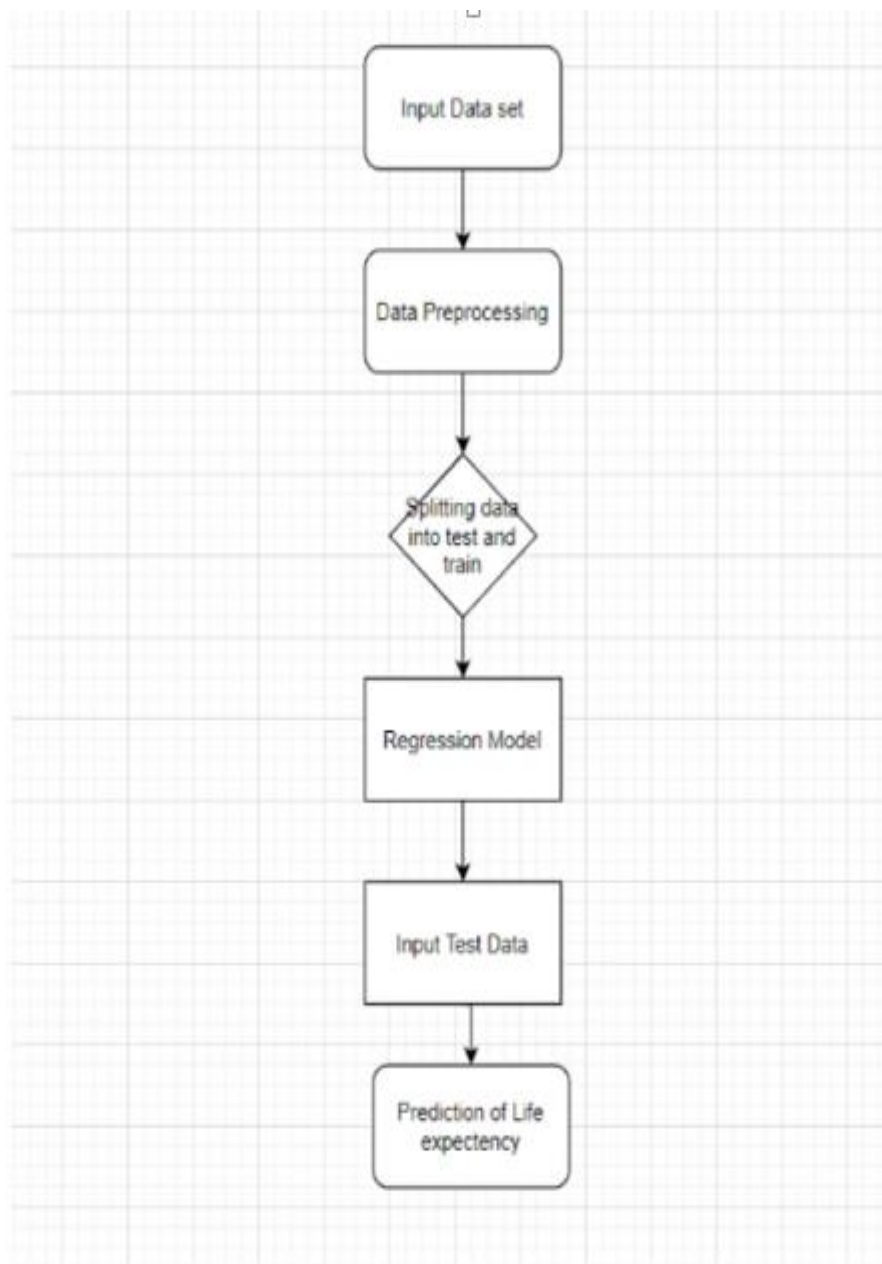 Input Data set
Data Preprocessing
Splitting data
into test and
train
Regression Model
Input Test Data
Prediction of Life
expectency